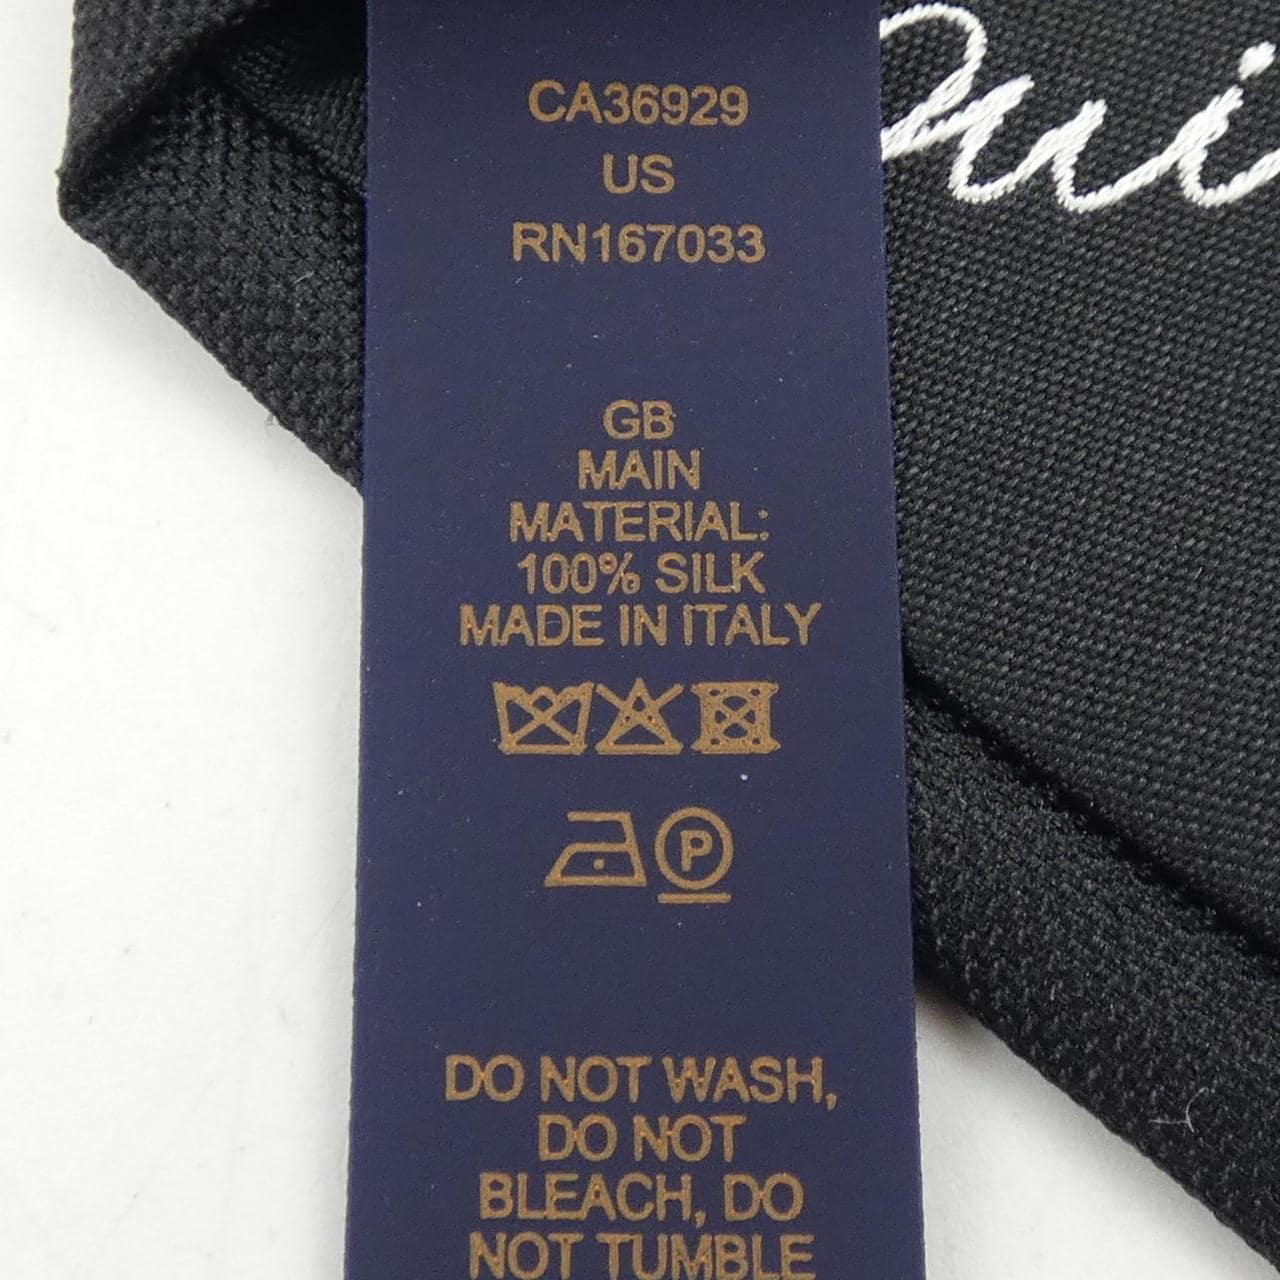 CA36929
US
RN167033
GB
MAIN
MATERIAL:
100% SILK
MADE IN ITALY
P
DO NOT WASH,
DO NOT
BLEACH, DO
NOT TUMBLE